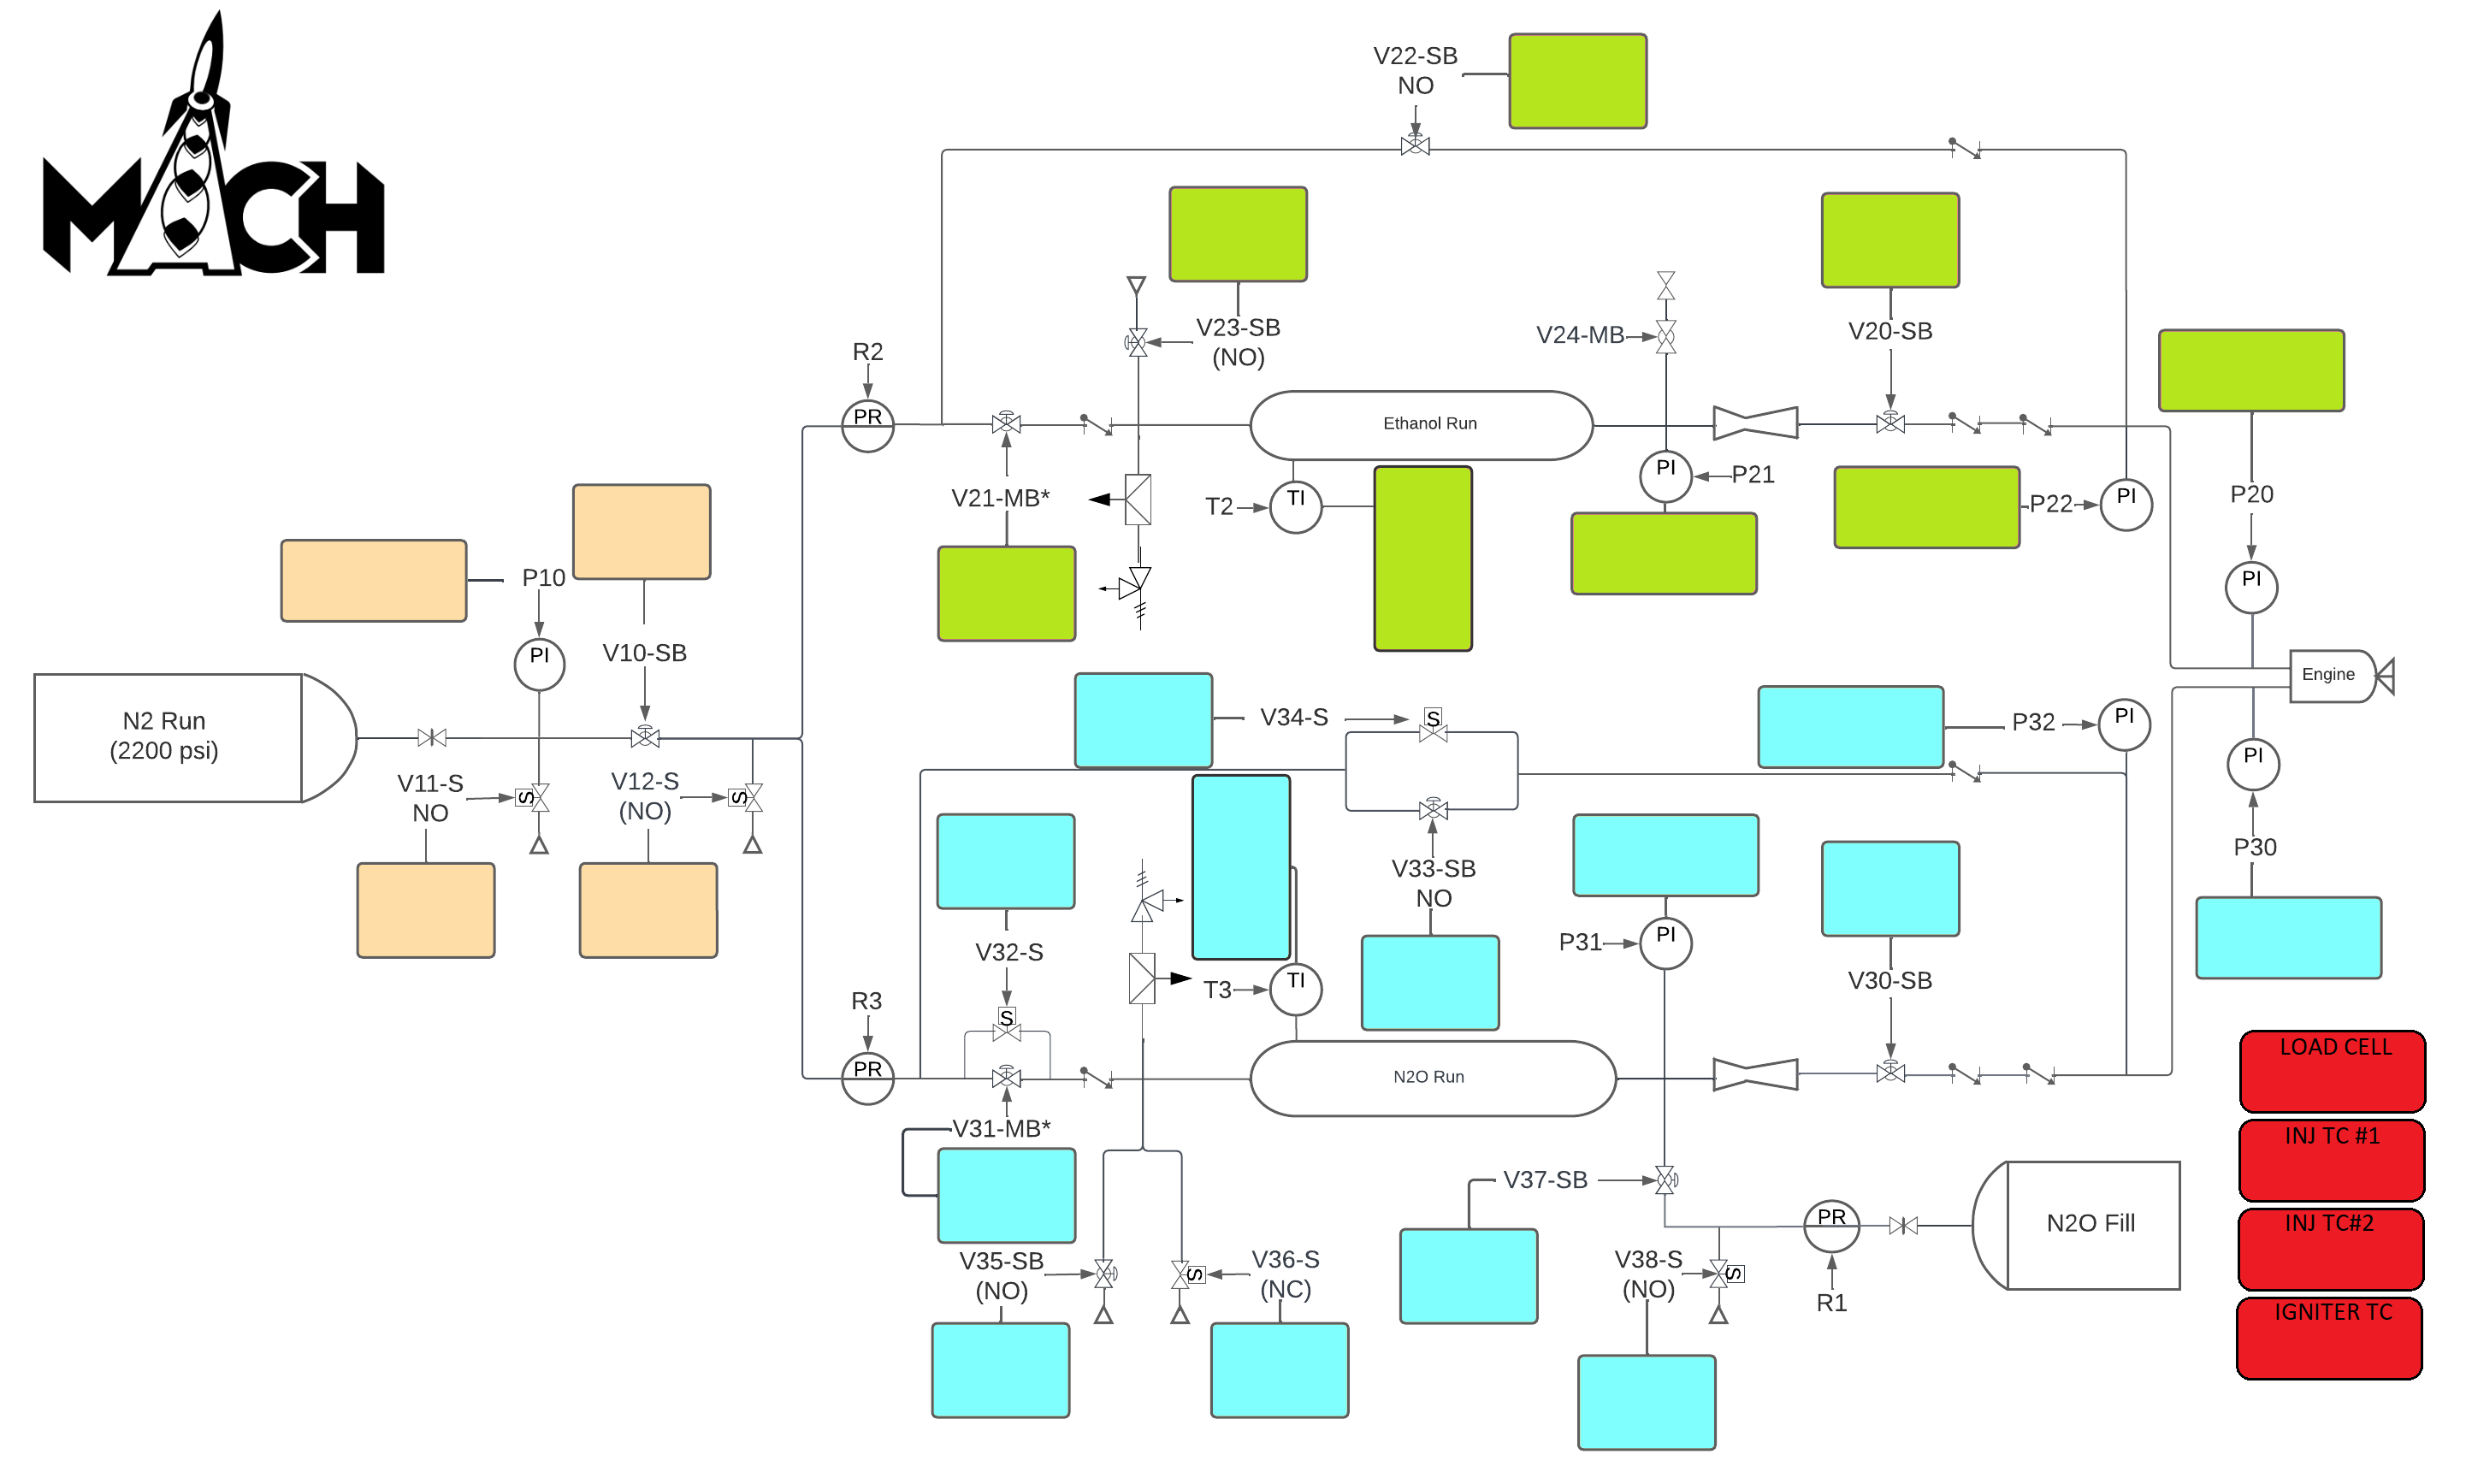 MACH
V22-SB
NO
V23-SB
(NO)
V24-MB
V20-SB
R2
PR
Ethanol Run
V21-MB*
T2
TI
PI
P21
P22
PI
P20
PI
P10
PI
V10-SB
N2 Run
(2200 psi)
V11-S
NO
S
V12-S
(NO)
S
V34-S
S
P32
PI
Engine
PI
P30
V33-SB
NO
V32-S
S
T3
TI
P31
PI
V30-SB
R3
PR
N2O Run
V31-MB*
V35-SB
(NO)
V36-S
(NC)
S
V37-SB
V38-S
(NO)
S
PR
R1
N2O Fill
LOAD CELL
INJ TC #1
INJ TC#2
IGNITER TC